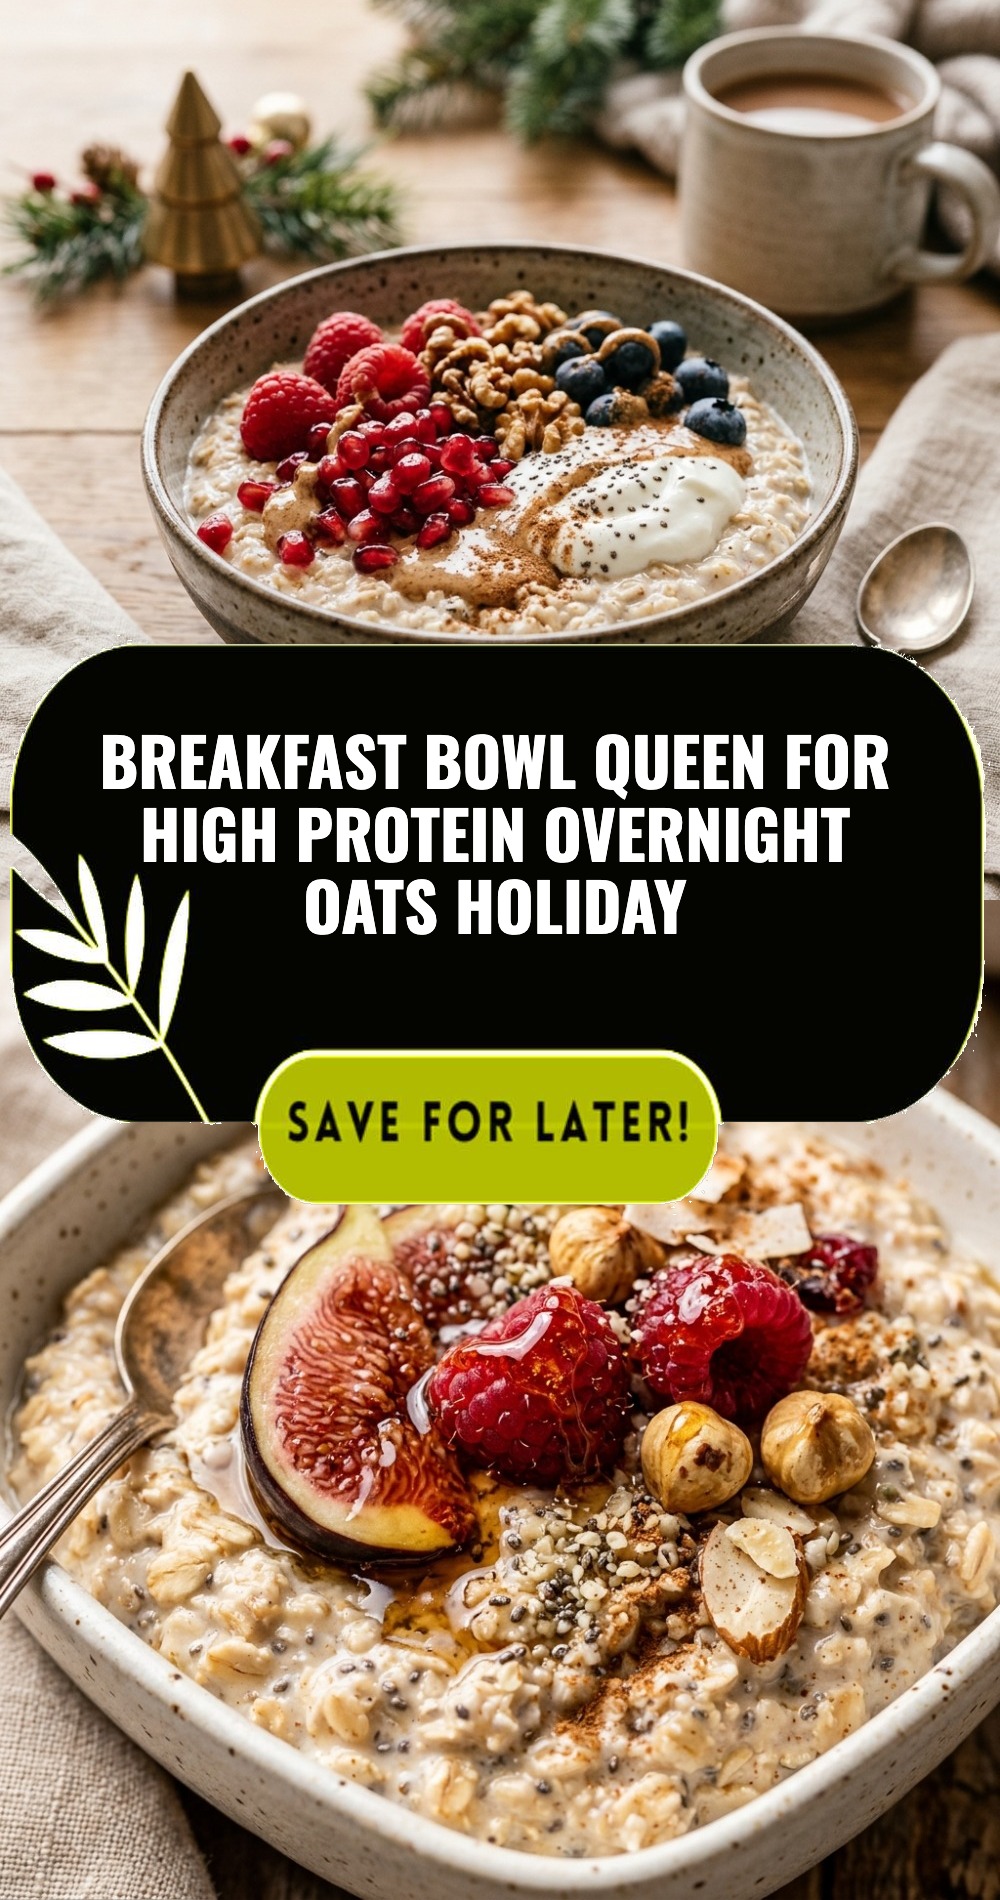 BREAKFAST BOWL QUEEN FOR
HIGH PROTEIN OVERNIGHT
OATS HOLIDAY
SAVE FOR LATER!